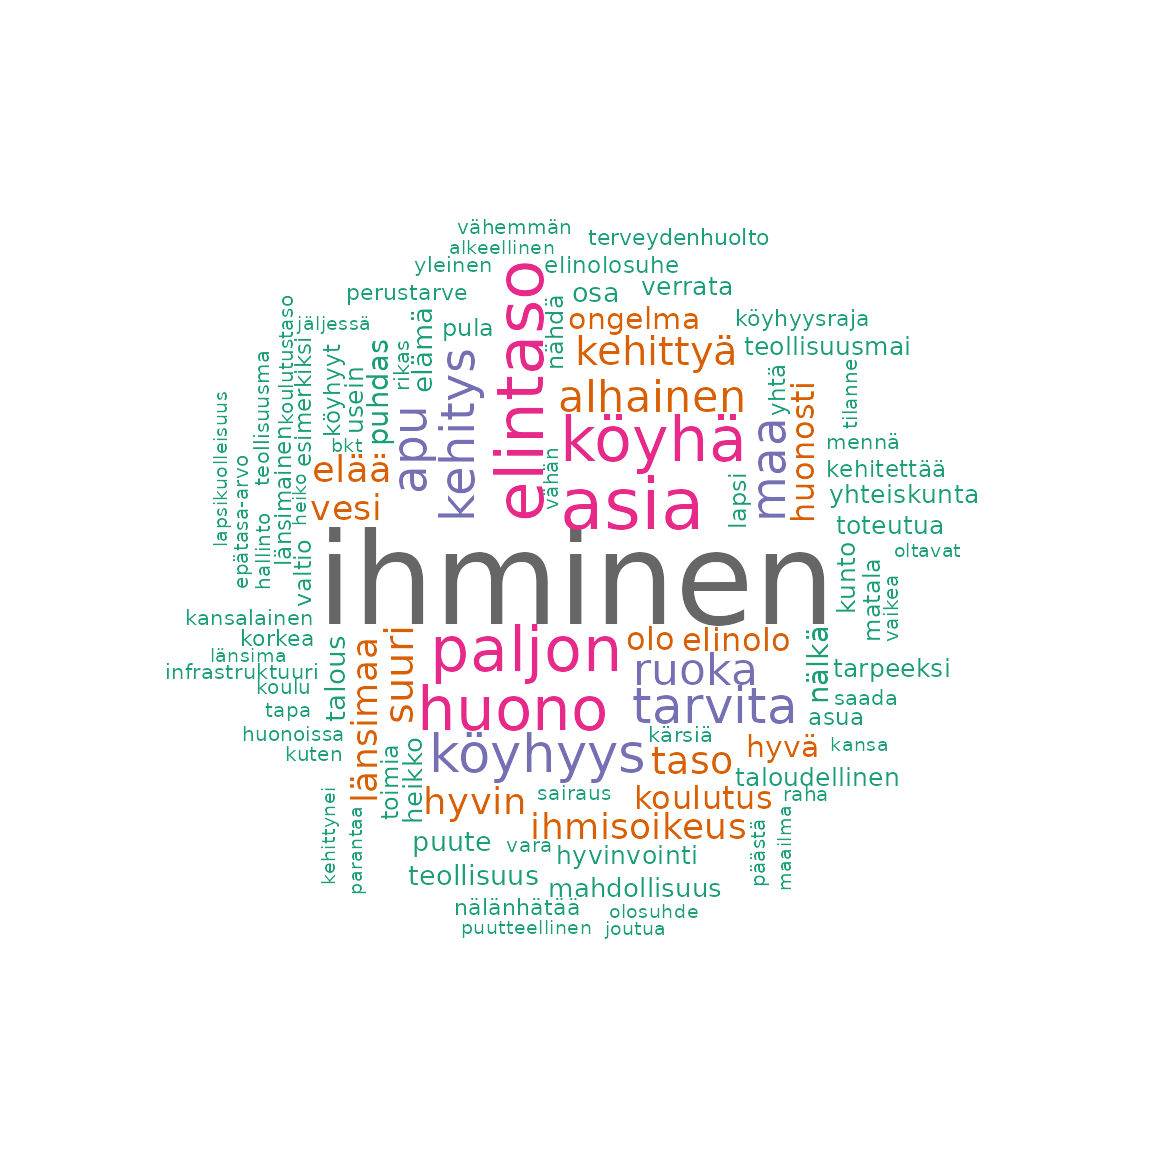 vähemmän
terveydenhuolto
alkeellinen
yleinen
elinolosuhe
perustarve
osa
verrata
elintaso
nähdä
ongelma
köyhyysraja
jäljessä
pula
elämä
koulutustaso
kehittyä
teollisuusmai
esimerkiksi
köyhyyt
usein
puhdas
rikas
kehitys
alhainen
yhtä
tilanne
huonosti
teollisuusma
lapsikuolleisuus
bkt
apu
köyhä
maa
mennä
länsimainen
elää
kehitettää
epätasa-arvo
heiko
vesi
vähän
asia
lapsi
yhteiskunta
hallinto
valtio
toteutua
ihminen
kunto
oltavat
matala
vaikea
kansalainen
korkea
länsima
infrastruktuuri
koulu
talous
länsimaa
suuri
paljon
olo
elinolo
nälkä
ruoka
tarpeeksi
tapa
huono
tarvita
saada
asua
huonoissa
kuten
toimia
heikko
köyhyys
kärsiä
taso
hyvä
kansa
taloudellinen
kehittynei
parantaa
hyvin
sairaus
koulutus
raha
ihmisoikeus
päästä
maailma
puute
vara
hyvinvointi
teollisuus
mahdollisuus
nälänhätää
olosuhde
puutteellinen
joutua